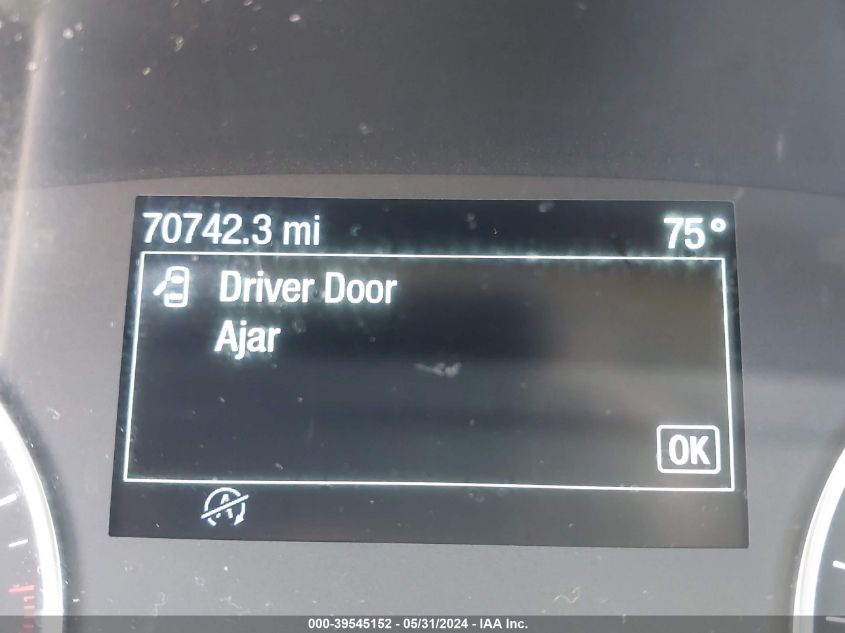 70742.3 mi 75°
Driver Door
Ajar
OK
A
000-39545152 - 05/31/2024 - IAA Inc.